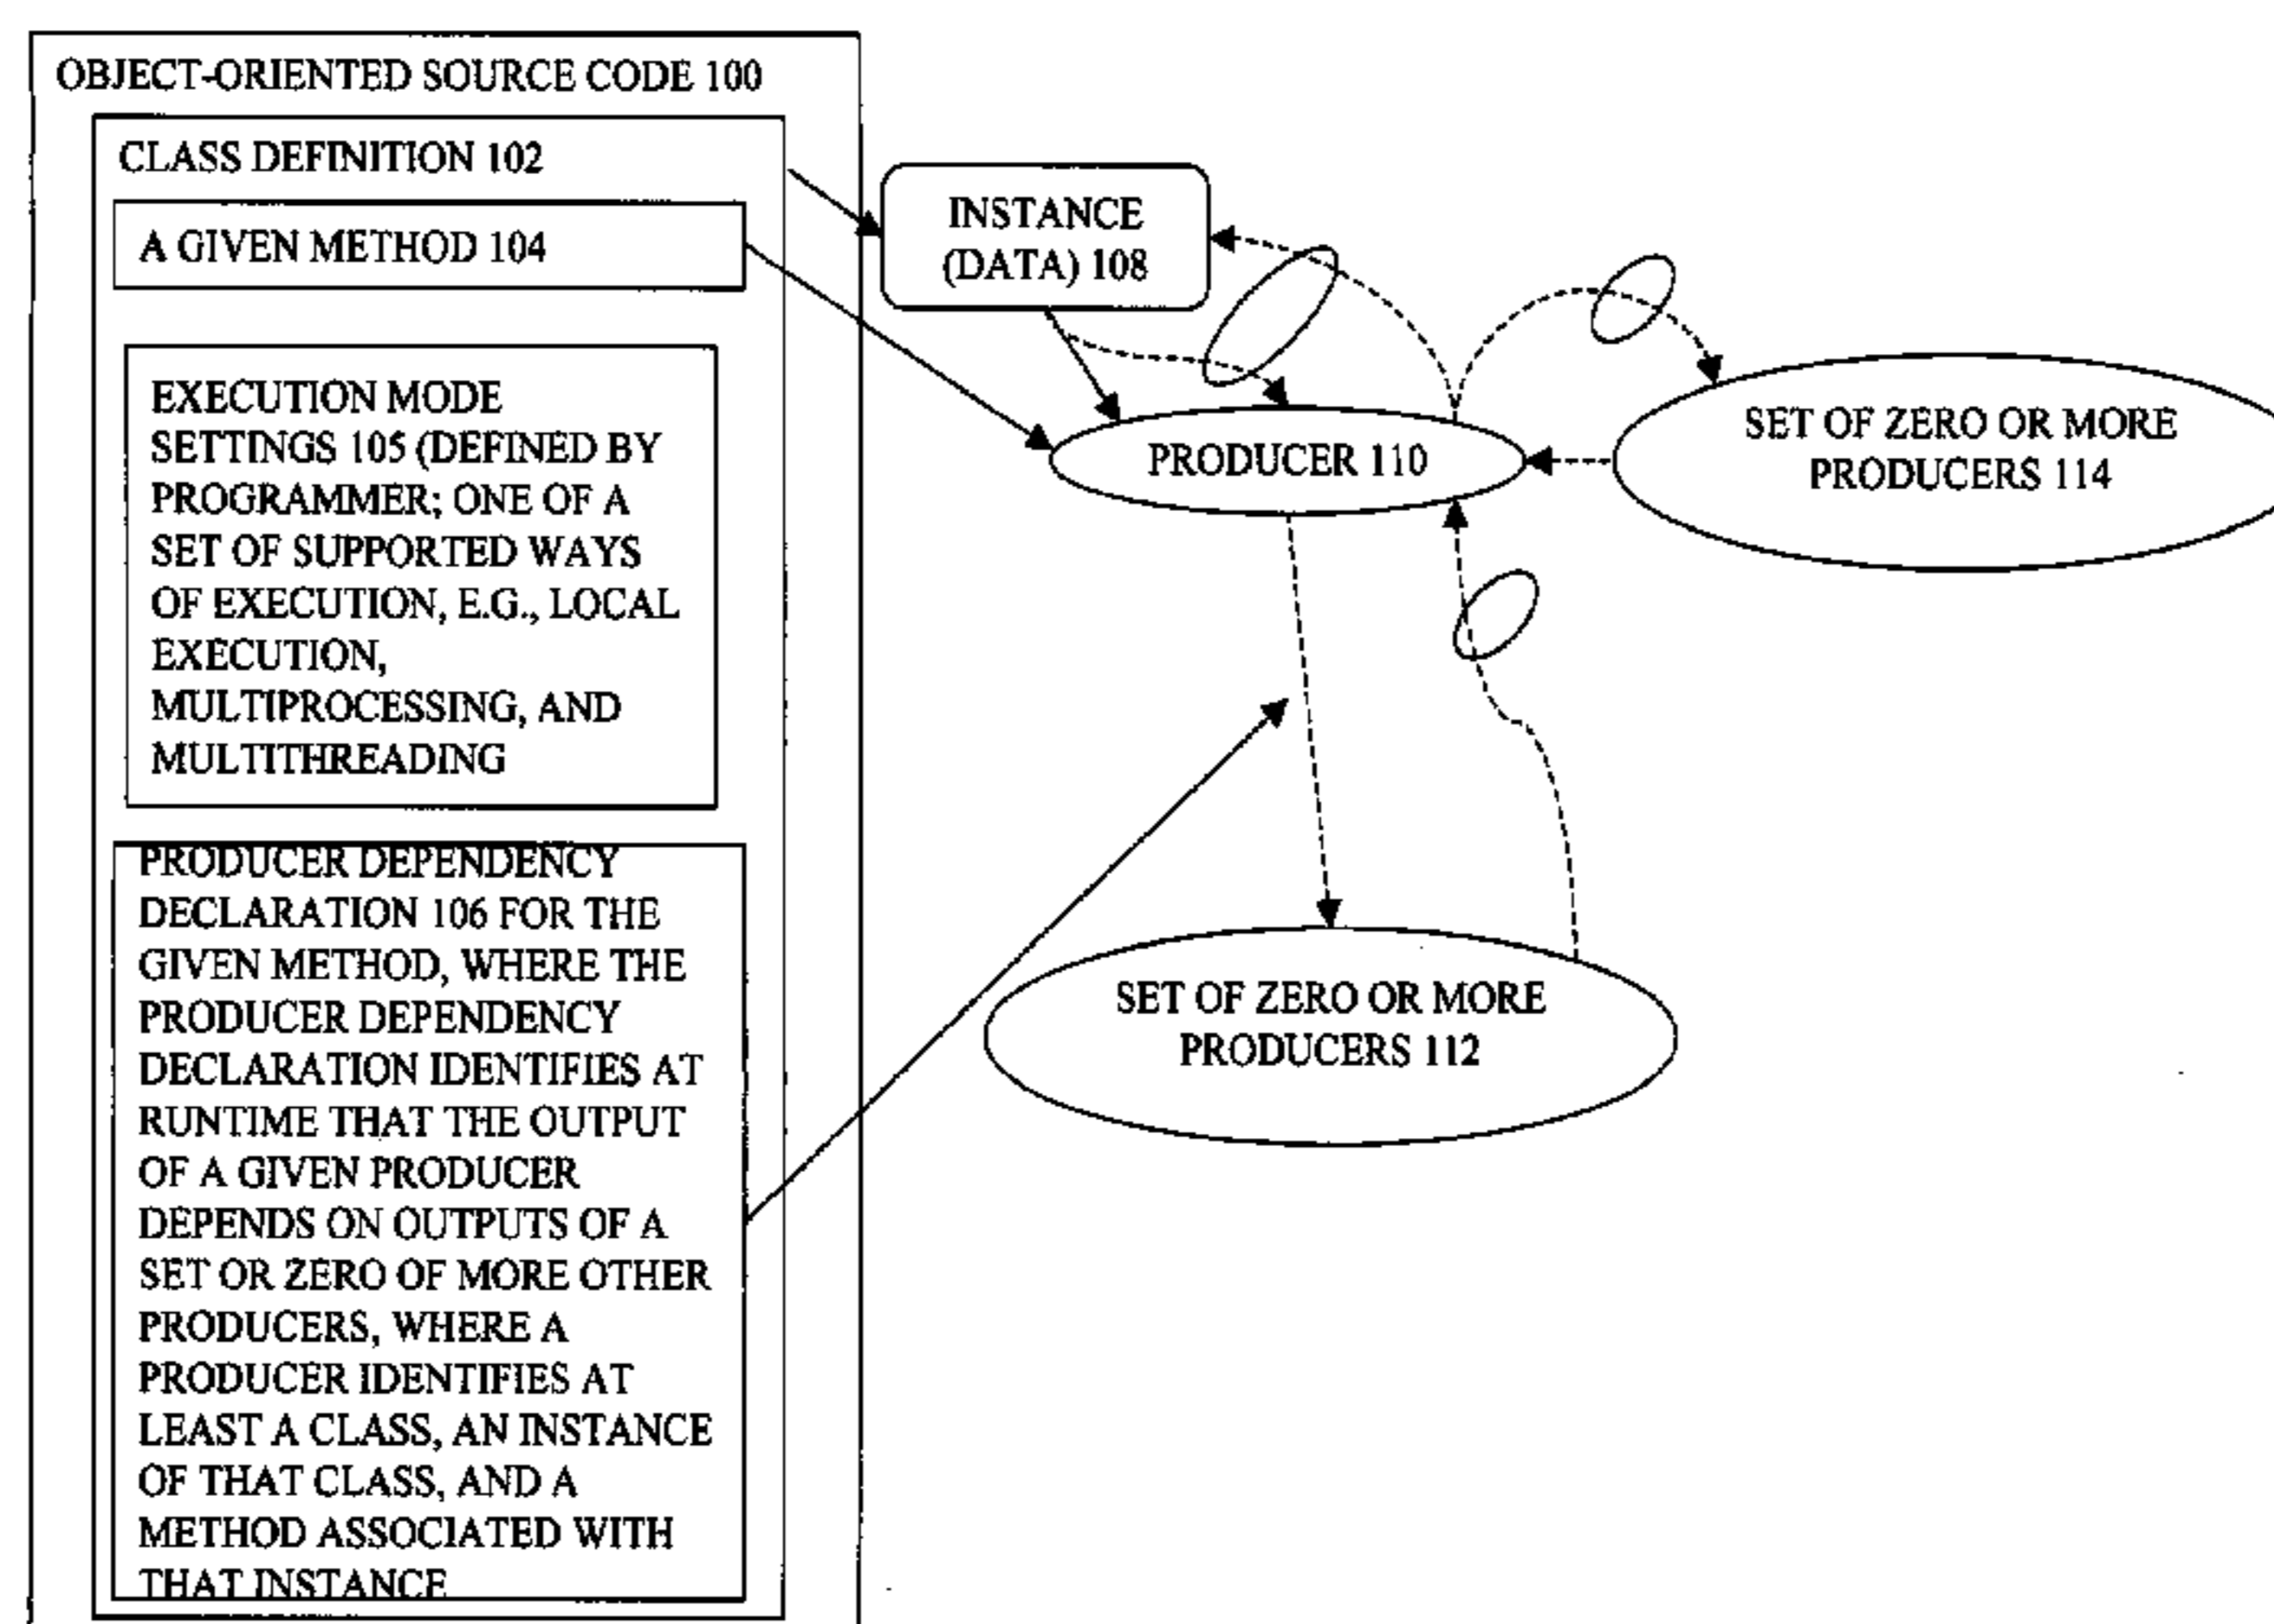 OBJECT-ORIENTED SOURCE CODE 100
CLASS DEFINITION 102
A GIVEN METHOD 104
EXECUTION MODE
SETTINGS 105 (DEFINED BY
PROGRAMMER; ONE OF A
SET OF SUPPORTED WAYS
OF EXECUTION, E.G., LOCAL
EXECUTION,
MULTIPROCESSING, AND
MULTITHREADING
PRODUCER DEPENDENCY
DECLARATION 106 FOR THE
GIVEN METHOD, WHERE THE
PRODUCER DEPENDENCY
DECLARATION IDENTIFIES AT
RUNTIME THAT THE OUTPUT
OF A GIVEN PRODUCER
DEPENDS ON OUTPUTS OF A
SET OR ZERO OF MORE OTHER
PRODUCERS, WHERE A
PRODUCER IDENTIFIES AT
LEAST A CLASS, AN INSTANCE
OF THAT CLASS, AND A
METHOD ASSOCIATED WITH
THAT INSTANCE
INSTANCE
(DATA) 108
PRODUCER 110
SET OF ZERO OR MORE
PRODUCERS 114
SET OF ZERO OR MORE
PRODUCERS 112